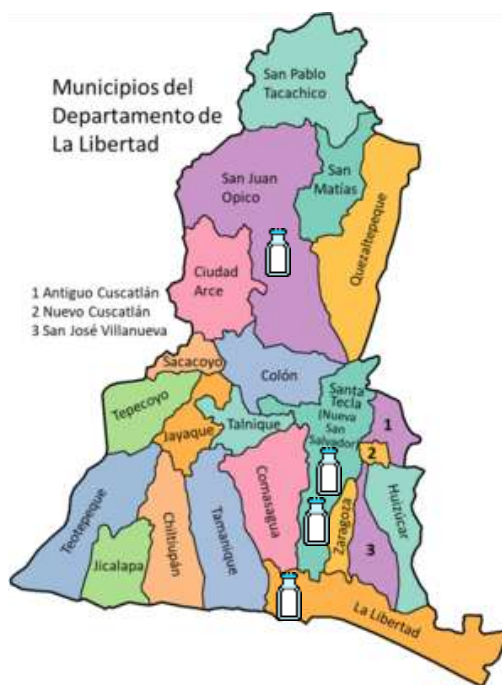 Municipios del
Departamento de
La Libertad
San Pablo
Tacachico
San Juan
Opico
San
Matías
Quezaltepeque
Ciudad
Arce
1 Antiguo Cuscatlán
2 Nuevo Cuscatlán
3 San José Villanueva
Sacacoyo
Colón
Santa
Tecla
(Nueva
San
Salvador)
Tepecoyo
Jayaque
Talnique
1
2
Comasagua
Teotepeque
Chiltiupán
Tamanique
Zaragoza
Huizúcar
Jicalapa
3
La Libertad